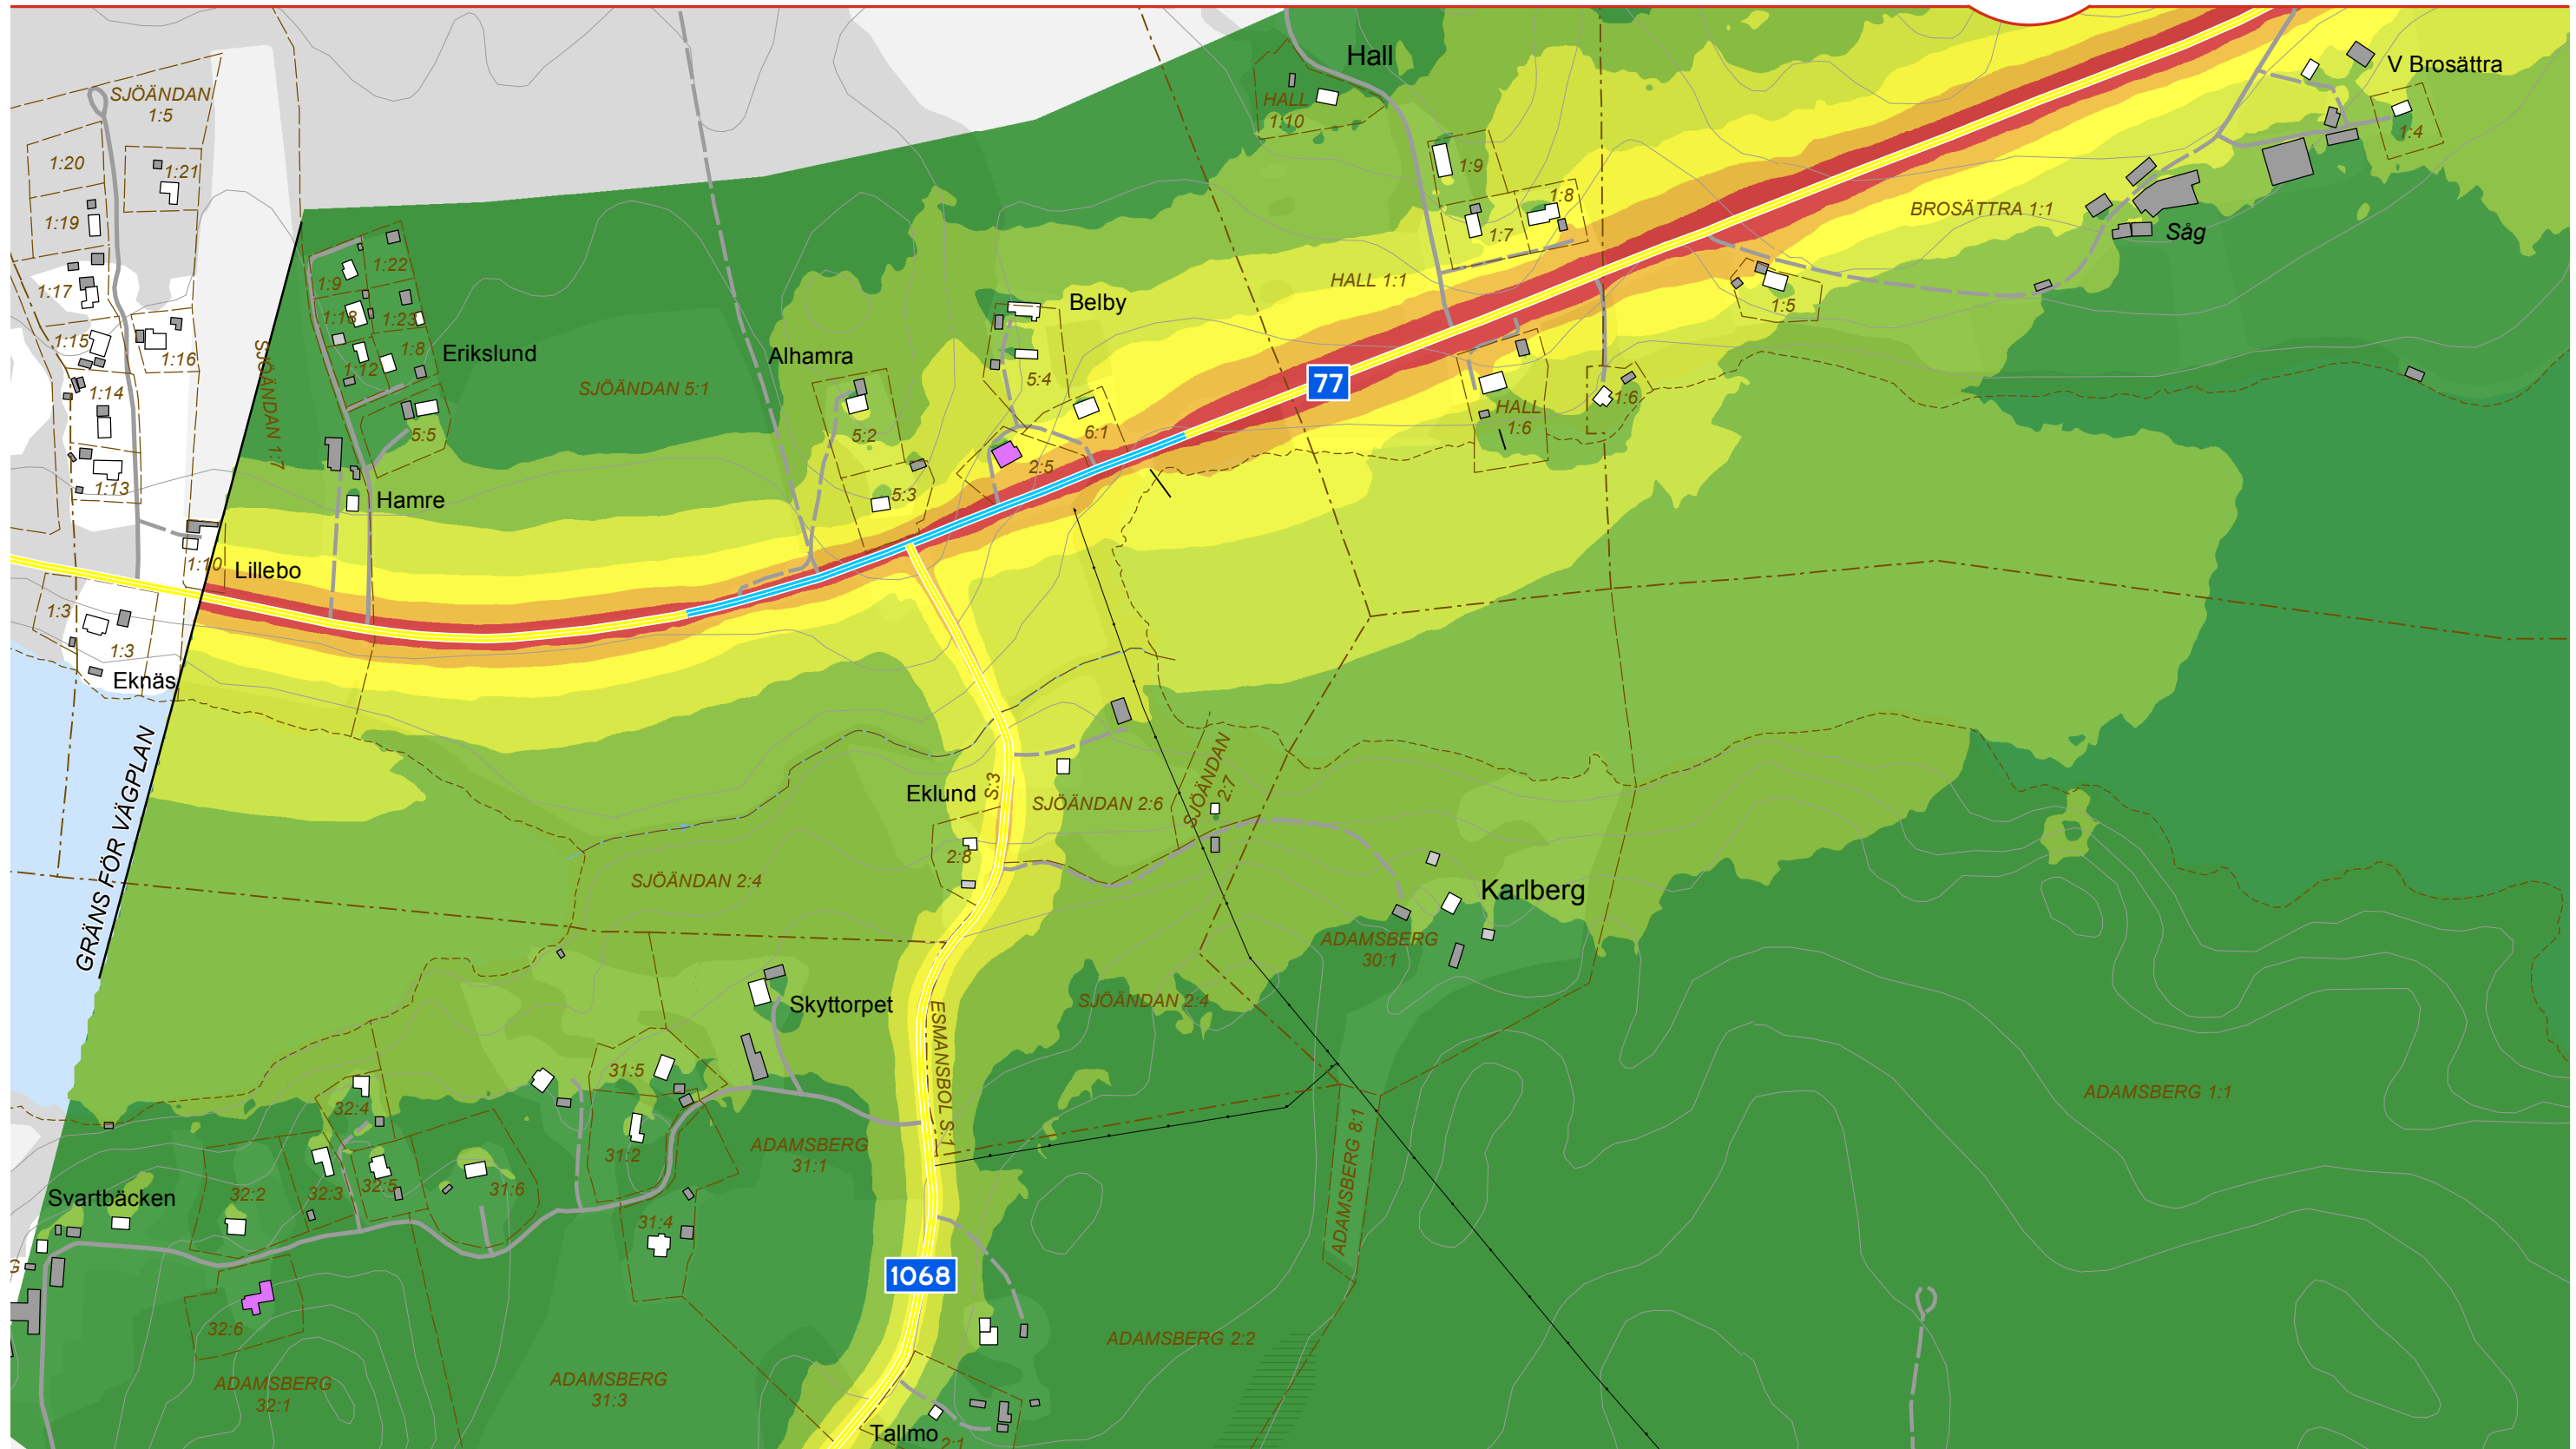 Hall
V Brosättra
SJÖÄNDAN
1:5
HALL
1:10
1:4
1:20
1:21
1:9
1:8
1:19
BROSÄTTRA 1:1
Såg
1:7
1:22
HALL 1:1
1:9
1:17
Belby
1:5
1:18
1:23
1:15
1:16
1:8
Erikslund
Alhamra
1:12
SJÖÄNDAN 1:7
SJÖÄNDAN 5:1
5:4
77
1:14
HALL
1:6
1:6
5:5
5:2
6:1
2:5
1:13
Hamre
5:3
1:10
Lillebo
1:3
1:3
Eknäs
GRÄNS FÖR VÄGPLAN
Eklund
S:3
SJÖÄNDAN 2:6
SJÖÄNDAN
2:7
2:8
SJÖÄNDAN 2:4
Karlberg
ADAMSBERG
30:1
Skyttorpet
SJÖÄNDAN 2:4
ESMANSBOL S:1
31:5
ADAMSBERG 1:1
32:4
ADAMSBERG
31:1
31:2
ADAMSBERG 8:1
Svartbäcken
32:2
32:3
32:5
31:6
31:4
G
1068
32:6
ADAMSBERG 2:2
ADAMSBERG
32:1
ADAMSBERG
31:3
Tallmo
2:1